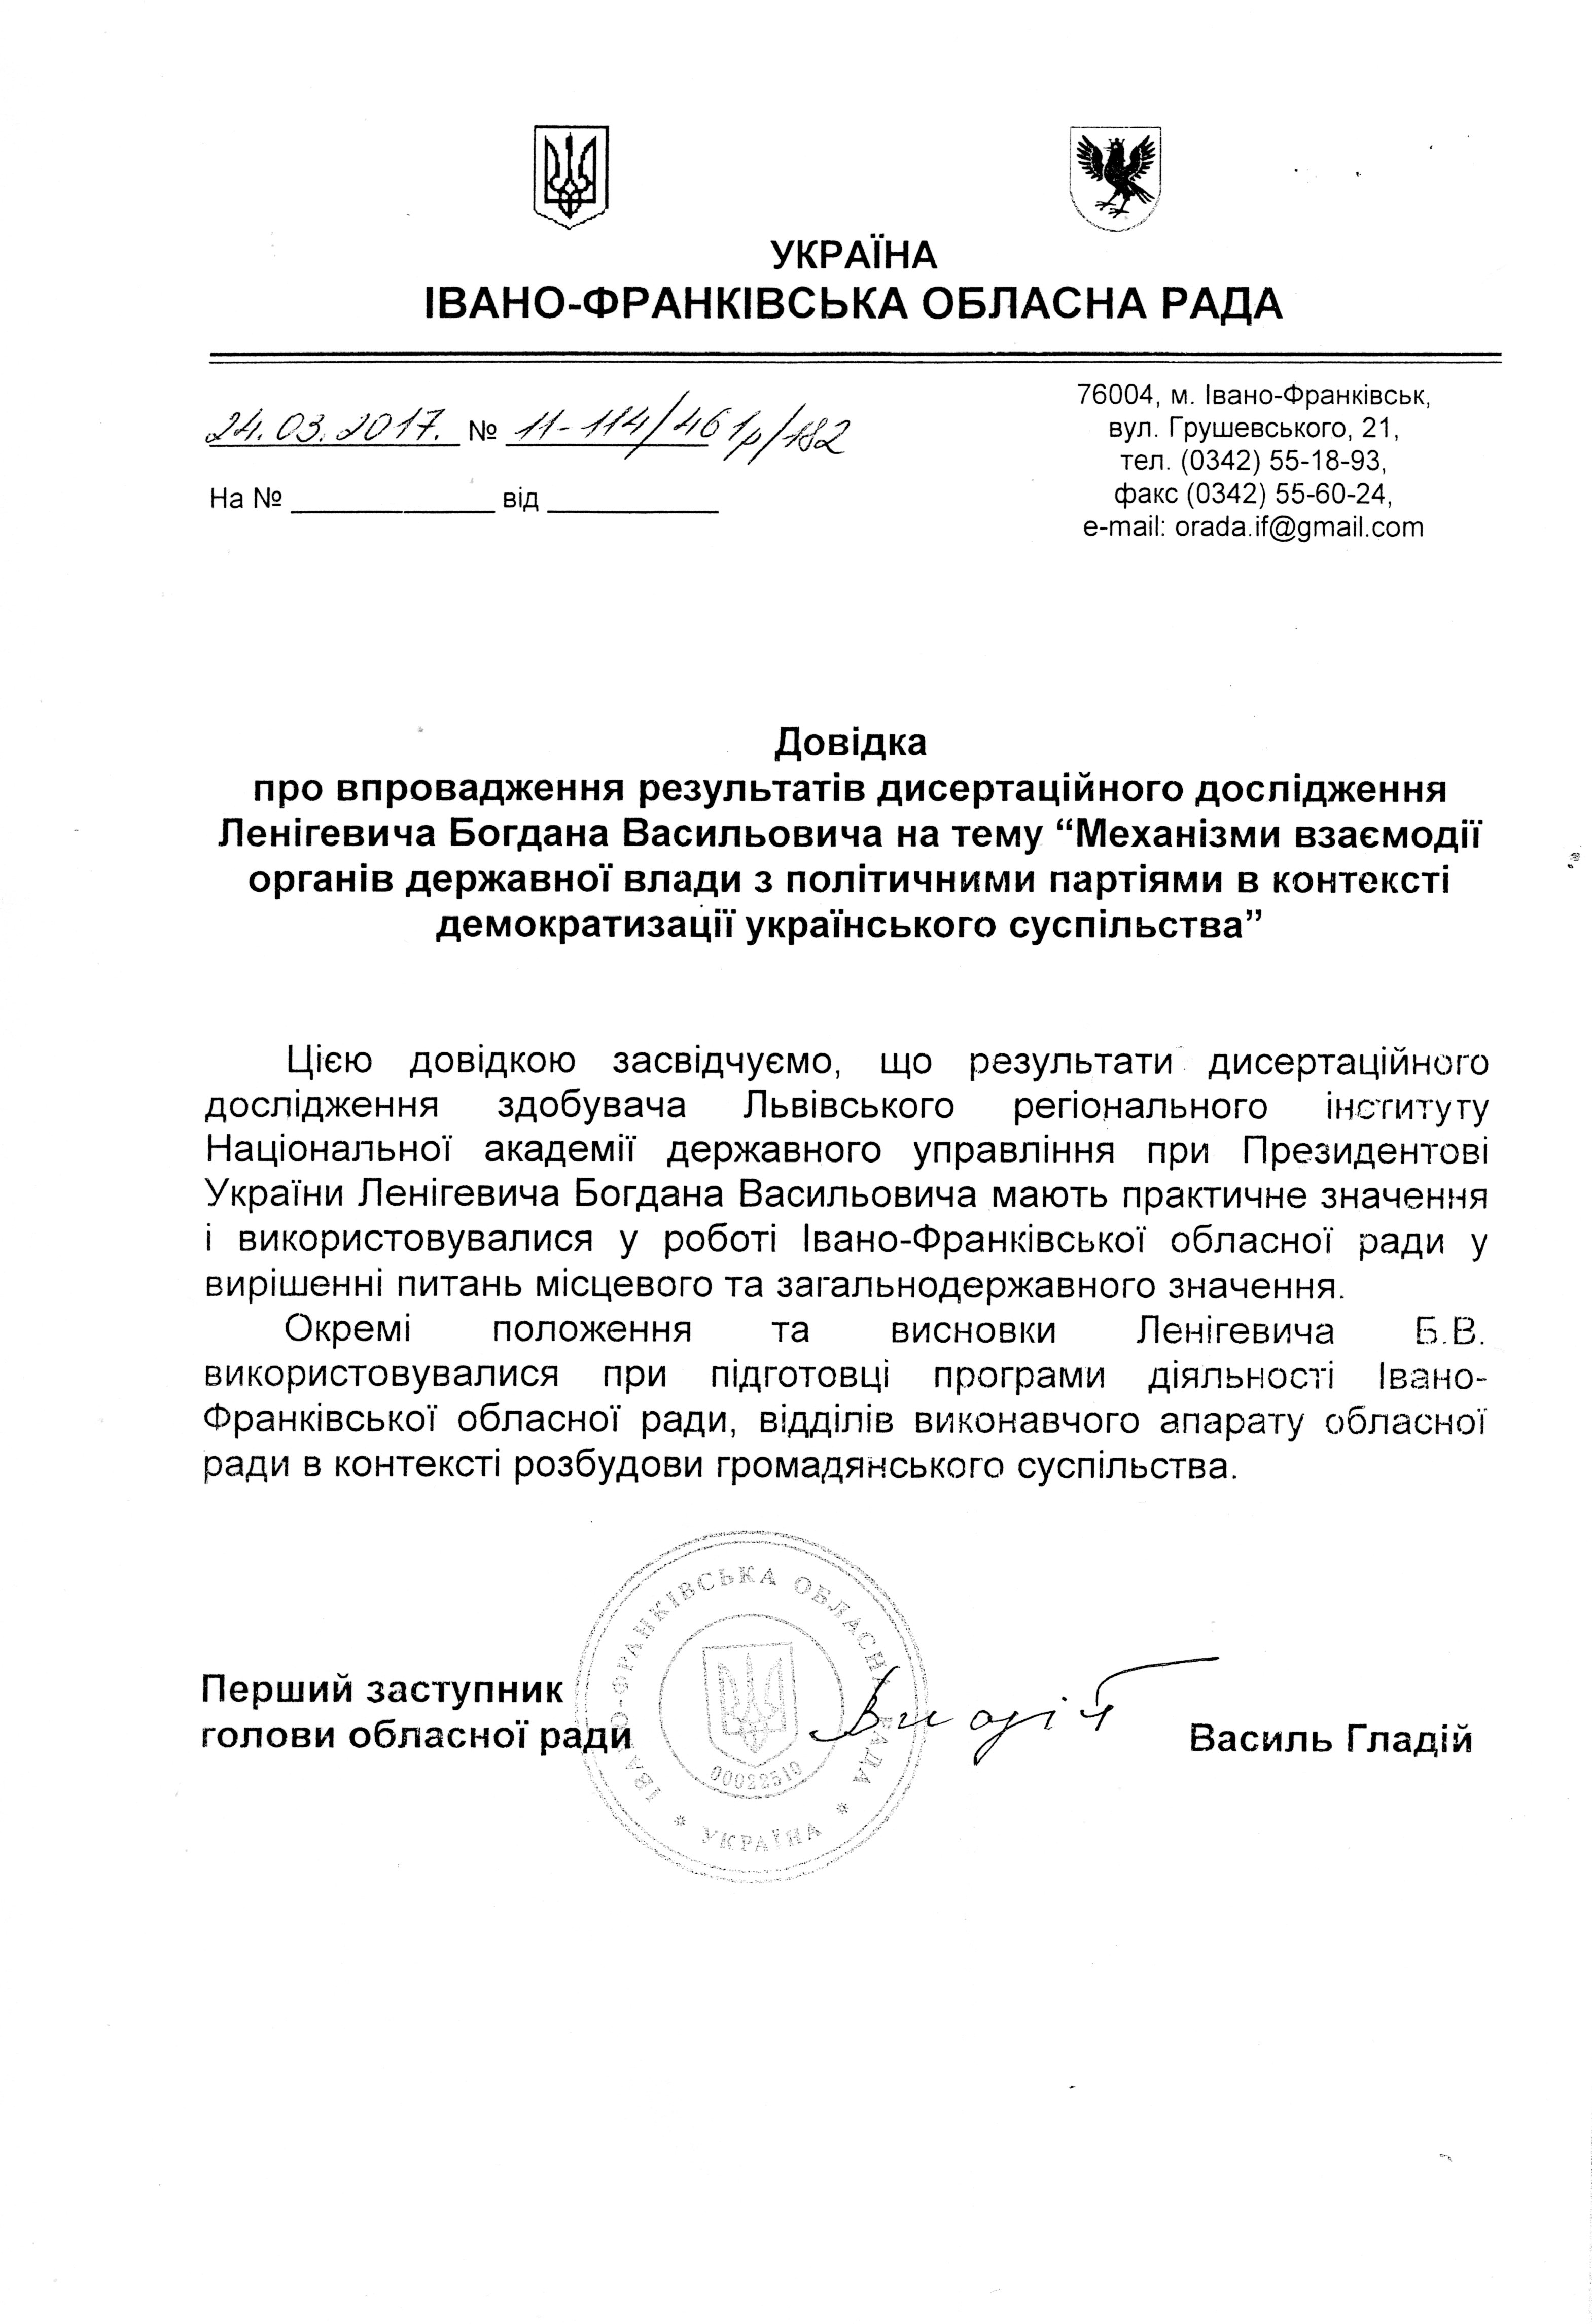 УКРАЇНА
ІВАНО-ФРАНКІВСЬКА ОБЛАСНА РАДА
24.03.2017. № 11-114/461р/182
На № ______________ від ____________
76004, м. Івано-Франківськ,
вул. Грушевського, 21,
тел. (0342) 55-18-93,
факс (0342) 55-60-24,
e-mail: orada.if@gmail.com
Довідка
про впровадження результатів дисертаційного дослідження
Ленігевича Богдана Васильовича на тему “Механізми взаємодії
органів державної влади з політичними партіями в контексті
демократизації українського суспільства”
Цією довідкою засвідчуємо, що результати дисертаційного
дослідження здобувача Львівського регіонального інституту
Національної академії державного управління при Президентові
України Ленігевича Богдана Васильовича мають практичне значення
і використовувалися у роботі Івано-Франківської обласної ради у
вирішенні питань місцевого та загальнодержавного значення.
Окремі положення та висновки Ленігевича Б.В.
використовувалися при підготовці програми діяльності Івано-
Франківської обласної ради, відділів виконавчого апарату обласної
ради в контексті розбудови громадянського суспільства.
Перший заступник
голови обласної ради
Василь Гладій
ІВАНО-ФРАНКІВСЬКА ОБЛАСНА РАДА
* УКРАЇНА *